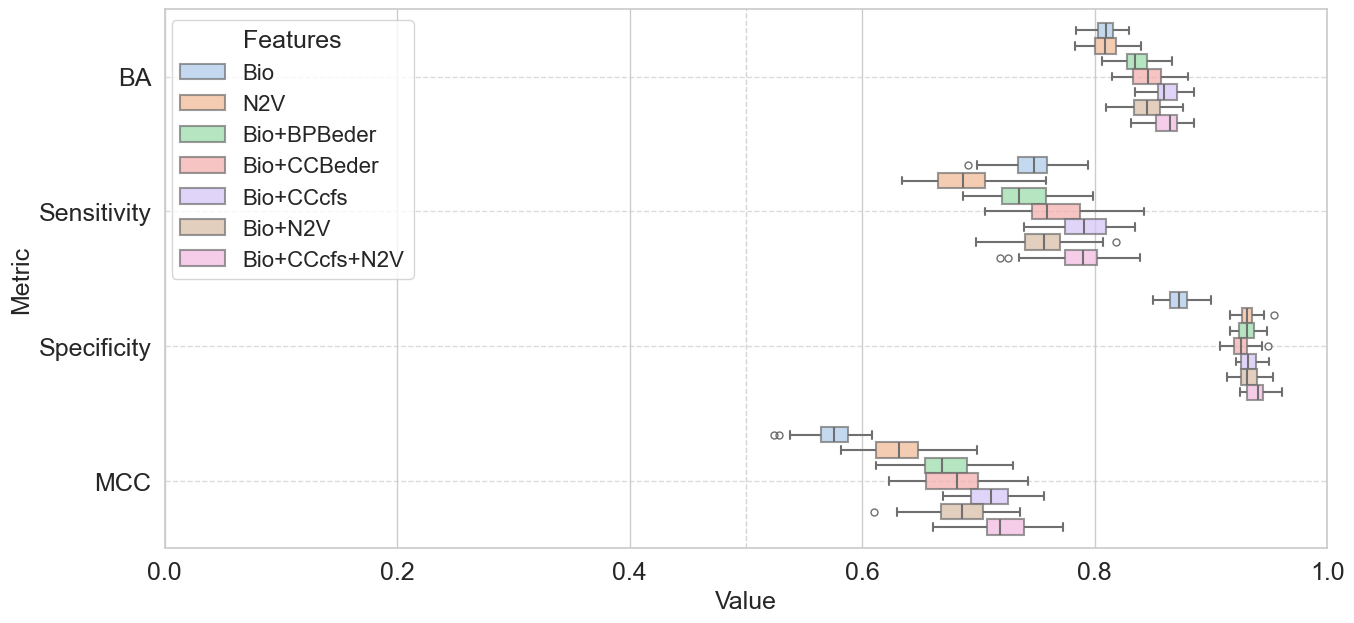 Features
Bio
N2V
Bio+BPBeder
Bio+CCBeder
Bio+CCcfs
Bio+N2V
Bio+CCcfs+N2V
BA
Sensitivity
Specificity
MCC
Metric
0.0 0.2 0.4 0.6 0.8 1.0
Value